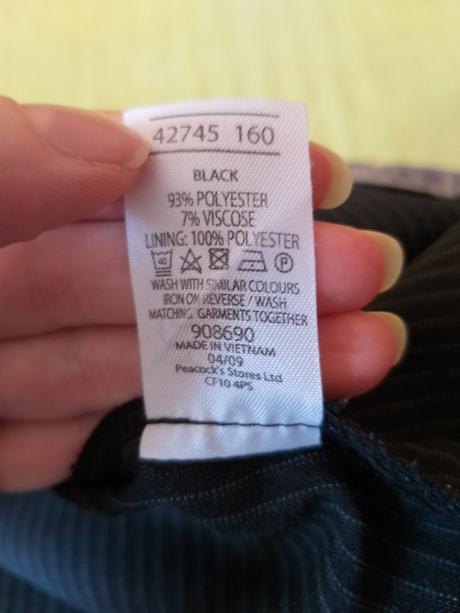 42745 160
BLACK
93% POLYESTER
7% VISCOSE
LINING: 100% POLYESTER
40 P
WASH WITH SIMILAR COLOURS
IRON ON REVERSE / WASH
MATCHING GARMENTS TOGETHER
908690
MADE IN VIETNAM
04/09
Peacock's Stores Ltd
CF10 4PS